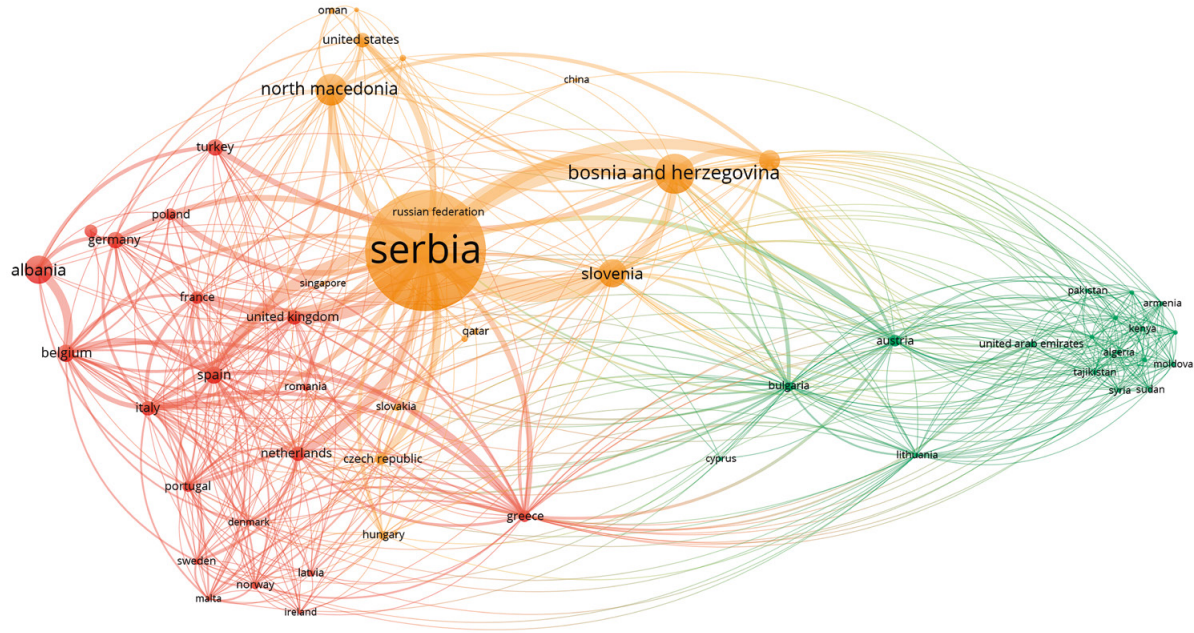 oman
united states
china
north macedonia
turkey
bosnia and herzegovina
poland
russian federation
germany
serbia
albania
slovenia
singapore
france
united kingdom
qatar
belgium
spain
romania
italy
slovakia
netherlands
czech republic
portugal
greece
denmark
hungary
sweden
latvia
norway
malta
ireland
austria
bulgaria
cyprus
lithuania
pakistan
armenia
kenya
united arab emirates
algeria
moldova
tajikistan
syria
sudan